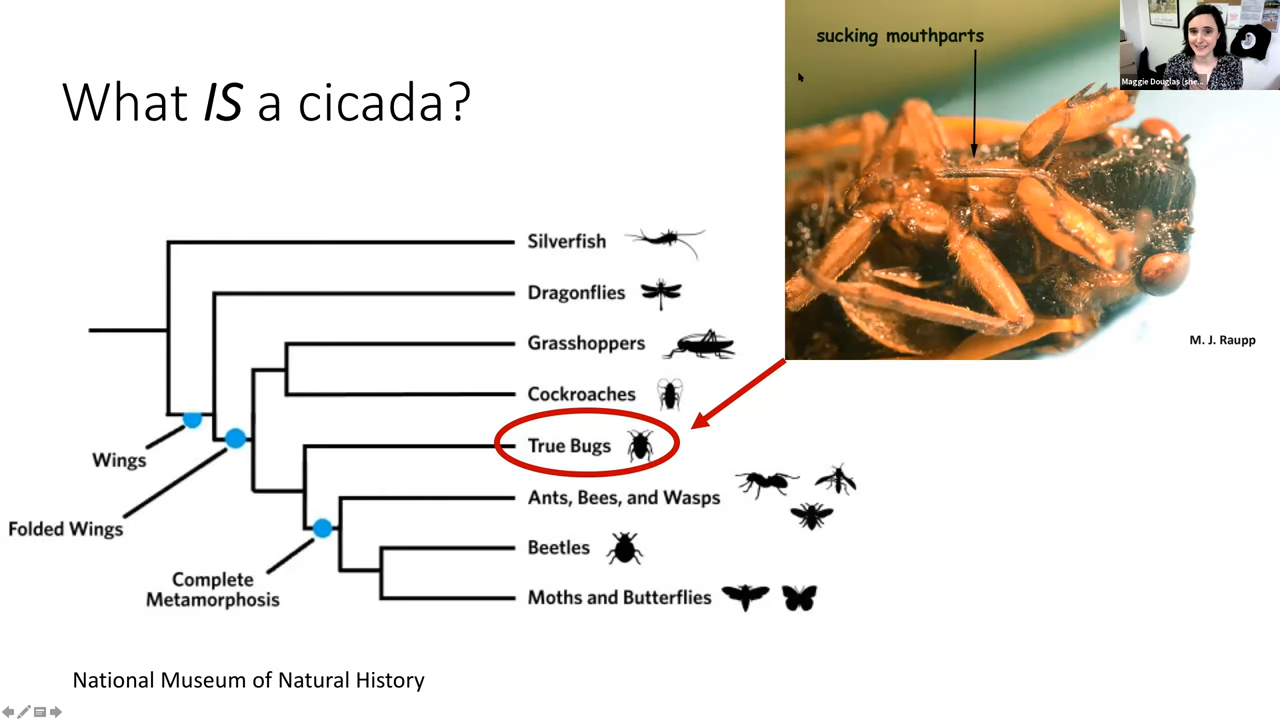 What IS a cicada?
sucking mouthparts
Maggie Douglas (she...
M. J. Raupp
Silverfish
Dragonflies
Grasshoppers
Cockroaches
True Bugs
Ants, Bees, and Wasps
Beetles
Moths and Butterflies
Wings
Folded Wings
Complete
Metamorphosis
National Museum of Natural History